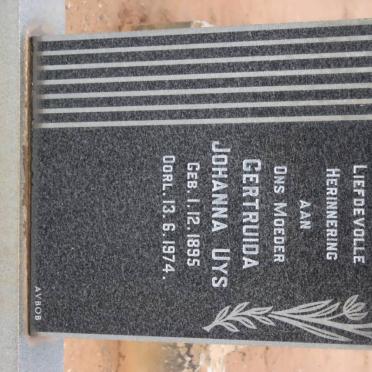 LIEFDEVOLLE
HERINNERING
AAN
ONS MOEDER
GERTRUIDA
JOHANNA UYS
GEB. 1. 12. 1895
OORL. 13. 6. 1974.
AVBOB